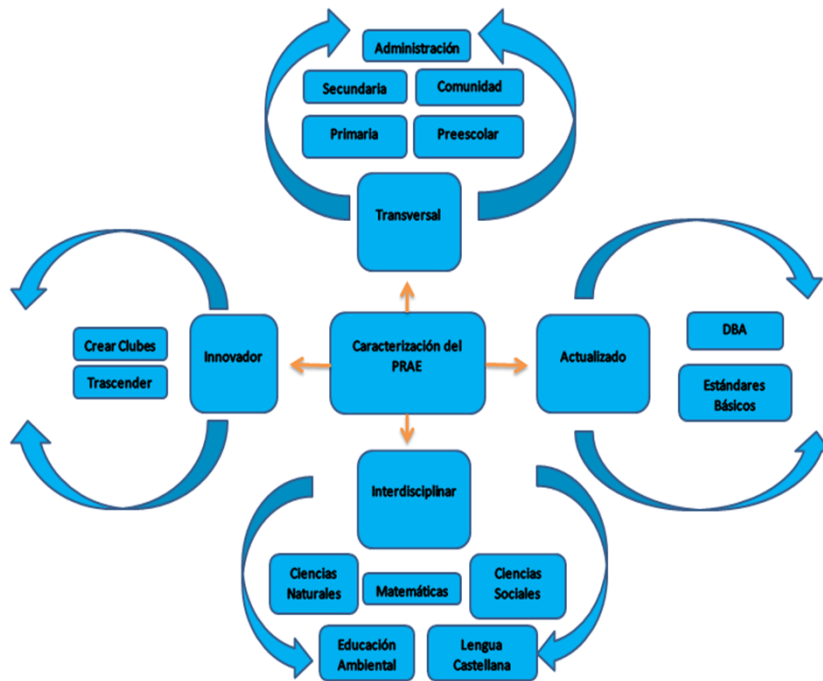 Administración
Secundaria
Comunidad
Primaria
Preescolar
Transversal
Crear Clubes
Trascender
Innovador
Caracterización del
PRAE
Actualizado
DBA
Estándares
Básicos
Interdisciplinar
Ciencias
Naturales
Matemáticas
Ciencias
Sociales
Educación
Ambiental
Lengua
Castellana